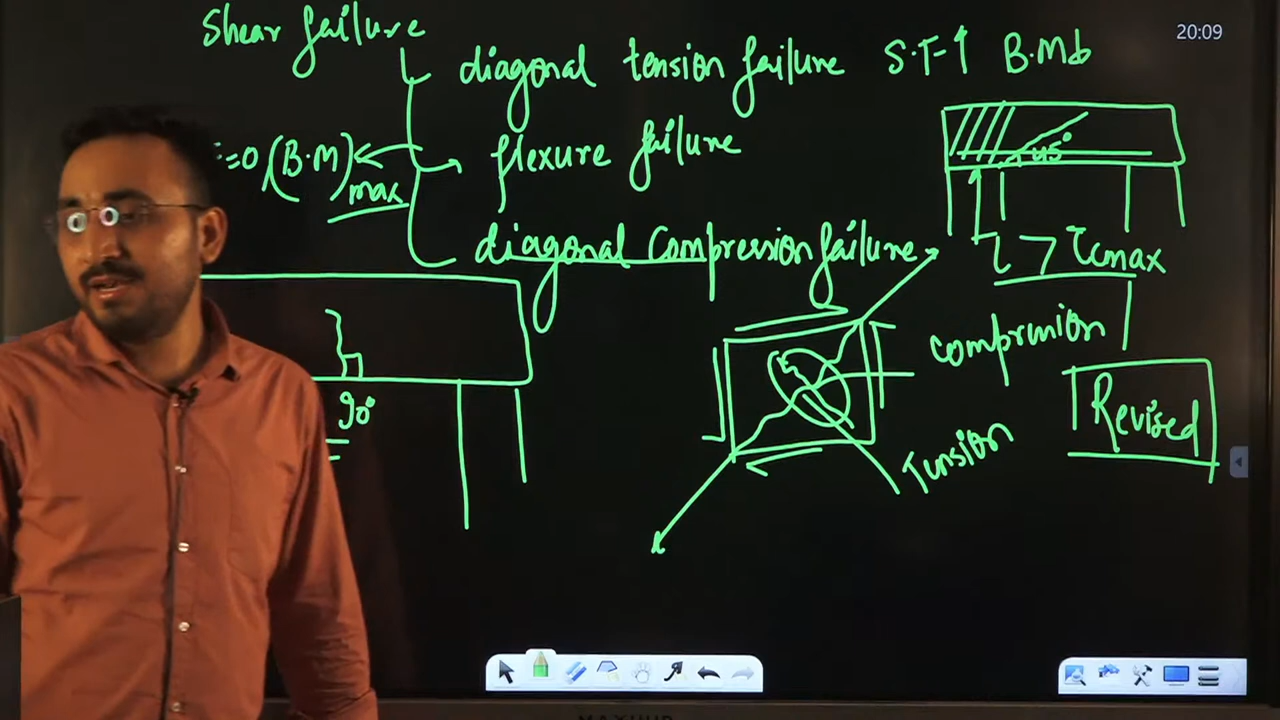 20:09
Shear failure
diagonal tension failure S.F↑ B.M↓
=0, (B.M)max
flexure failure
45°
diagonal Compression failure
τ > τcmax
Compression
90°
Revised
Tension